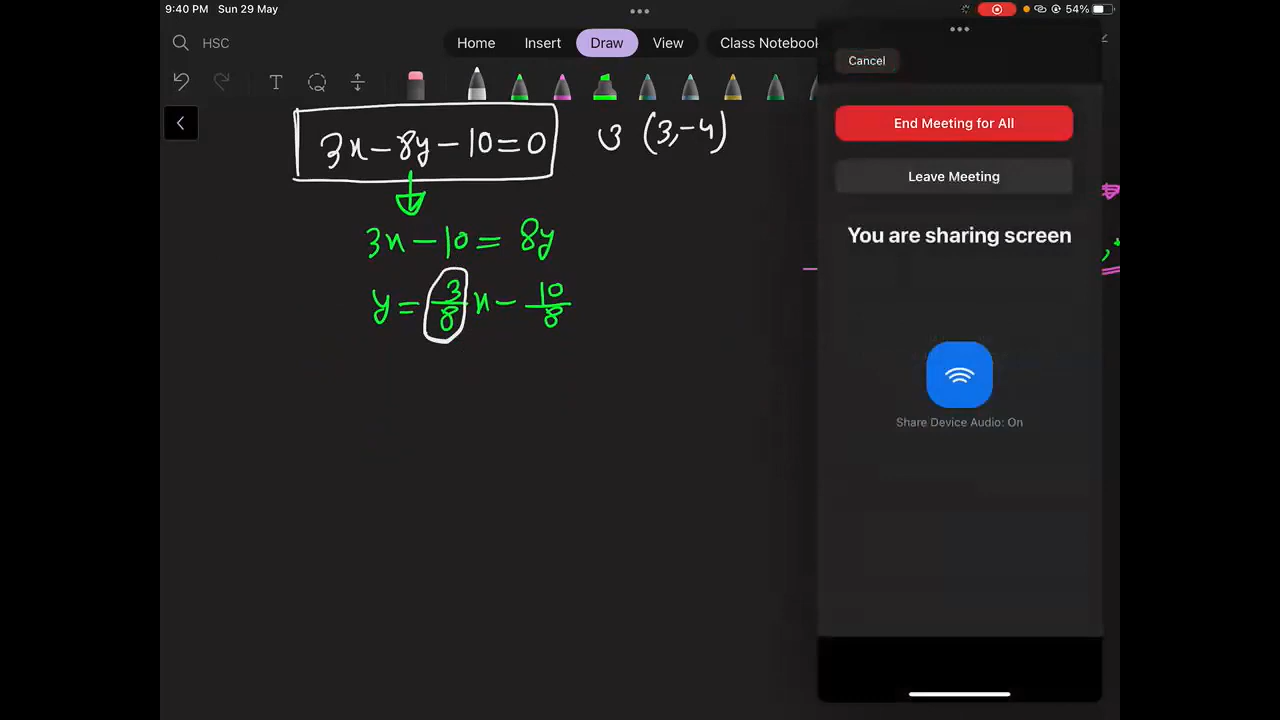 9:40 PM Sun 29 May
54%
HSC
Home Insert Draw View Class Notebook
T
Cancel
End Meeting for All
Leave Meeting
You are sharing screen
Share Device Audio: On
3x-8y-10=0 (3,-4)
3x-10=8y
y=3/8x-10/8